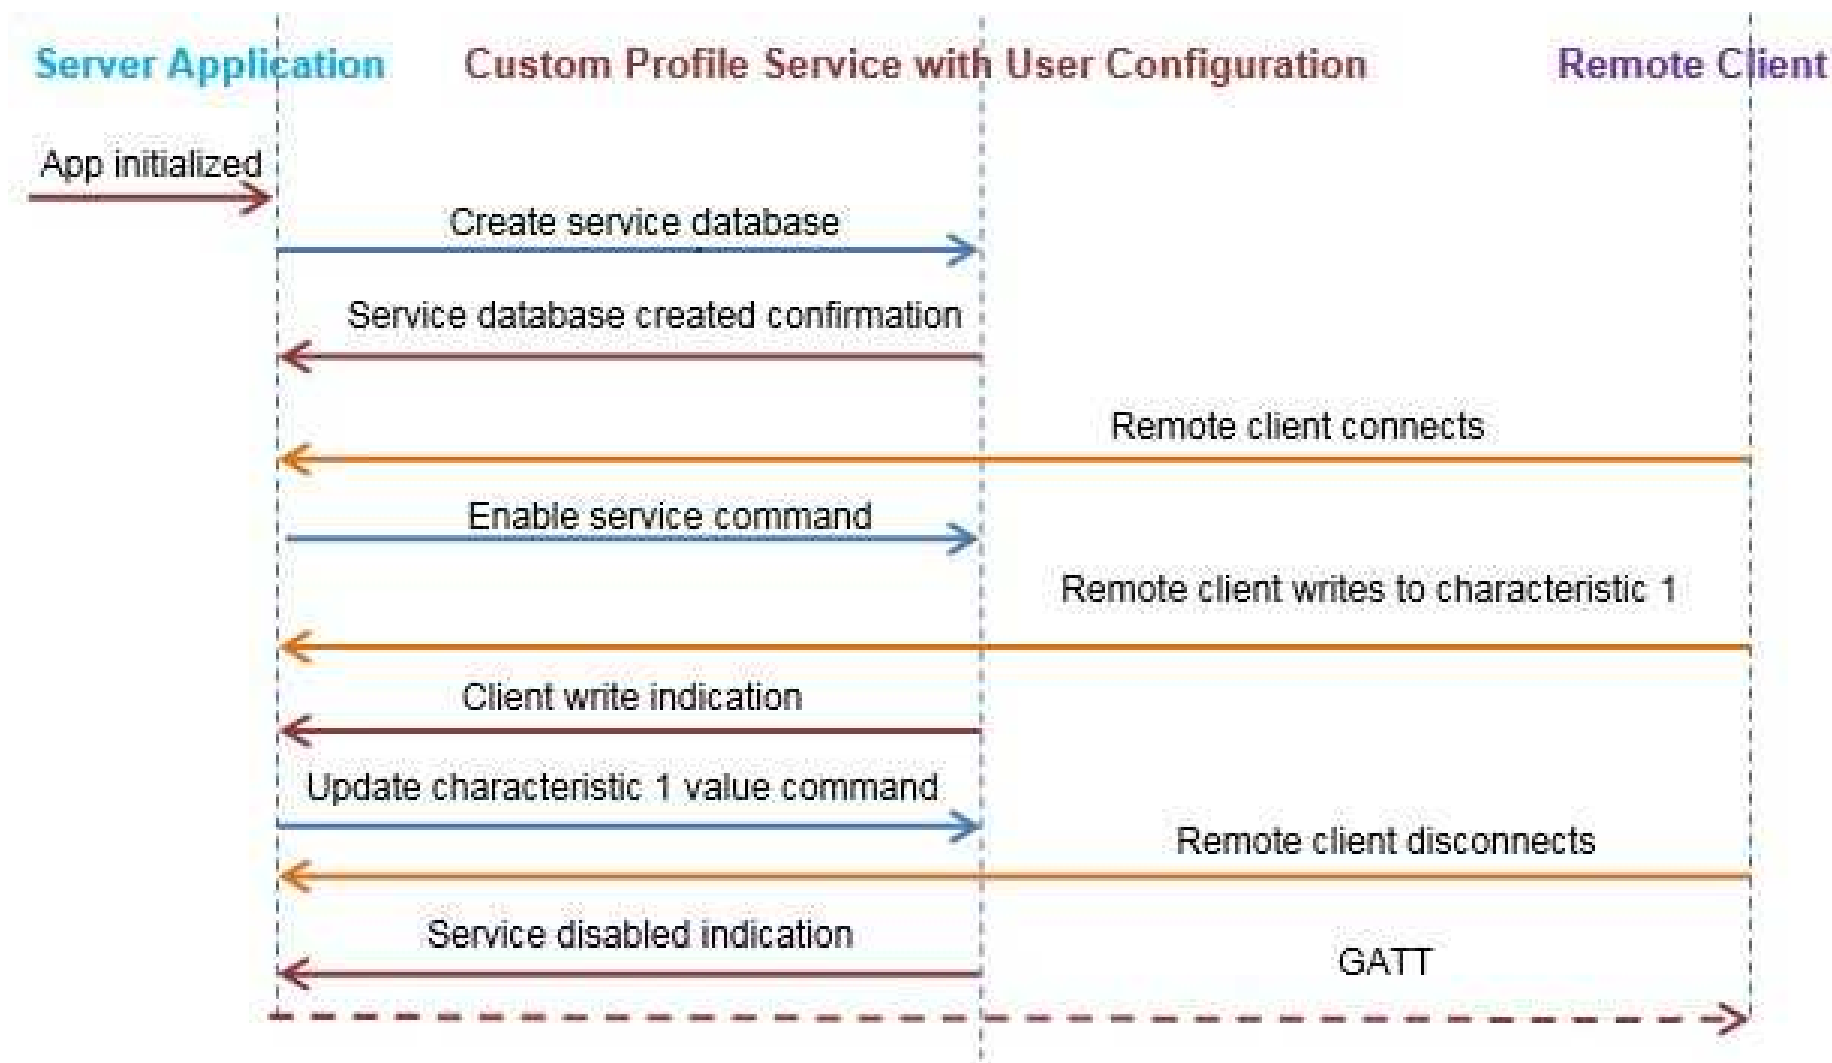 Server Application
Custom Profile Service with User Configuration
Remote Client
App initialized
Create service database
Service database created confirmation
Remote client connects
Enable service command
Remote client writes to characteristic 1
Client write indication
Update characteristic 1 value command
Remote client disconnects
Service disabled indication
GATT